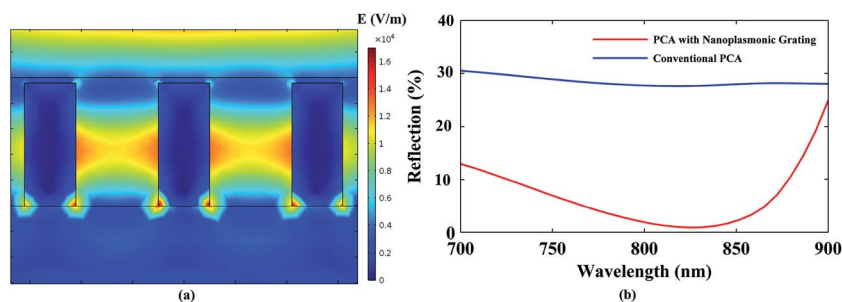 E (V/m)
×10⁶
1.6
1.4
1.2
1
0.8
0.6
0.4
0.2
0
(a)
40
30
20
10
0
Reflection (%)
PCA with Nanoplasmonic Grating
Conventional PCA
700
750
800
850
900
Wavelength (nm)
(b)